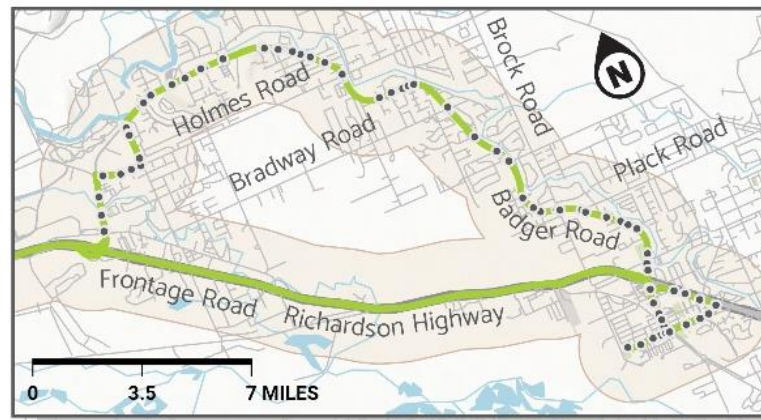 Brock Road
N
Holmes Road
Bradway Road
Plack Road
Badger Road
Frontage Road
Richardson Highway
0 3.5 7 MILES